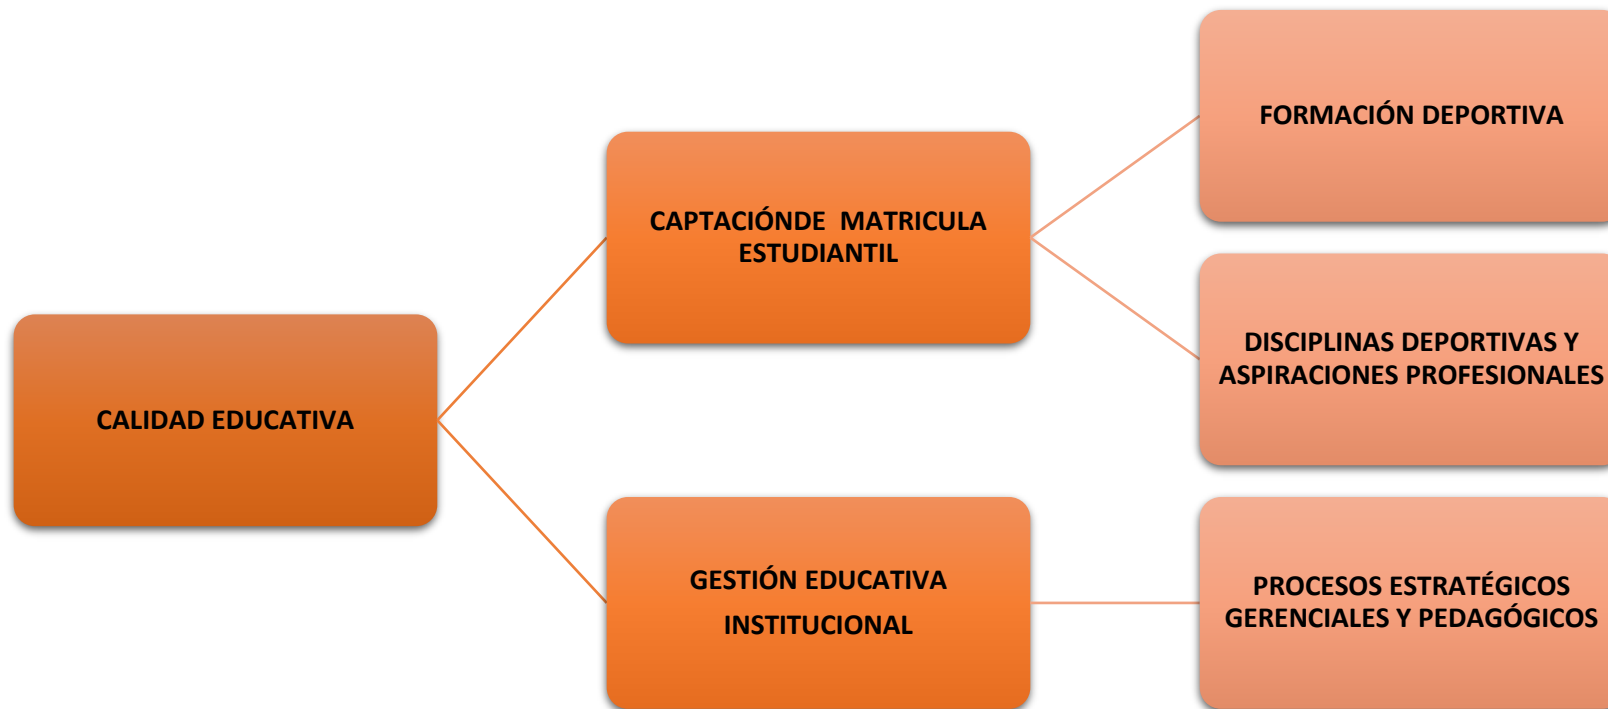 FORMACIÓN DEPORTIVA
CAPTACIÓNDE  MATRICULA
ESTUDIANTIL
DISCIPLINAS DEPORTIVAS Y
ASPIRACIONES PROFESIONALES
CALIDAD EDUCATIVA
GESTIÓN EDUCATIVA
INSTITUCIONAL
PROCESOS ESTRATÉGICOS
GERENCIALES Y PEDAGÓGICOS